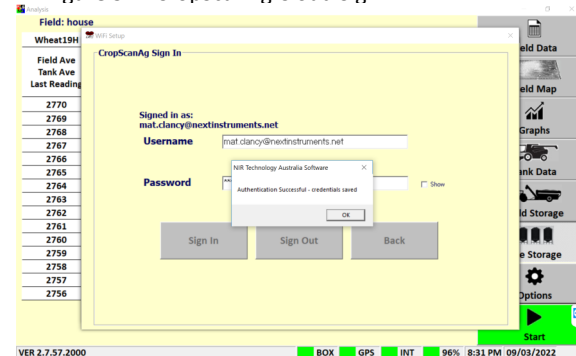 Analysis
Field: house
Wheat19H
Field Ave
Tank Ave
Last Reading
2770
2769
2768
2767
2766
2765
2764
2763
2762
2761
2760
2759
2758
2757
2756
WiFi Setup
CropScanAg Sign In
Signed in as:
mat.clancy@nextinstruments.net
Username
mat.clancy@nextinstruments.net
Password
Show
NIR Technology Australia Software
Authentication Successful - credentials saved
OK
Sign In
Sign Out
Back
eld Data
eld Map
Graphs
ank Data
ld Storage
e Storage
Options
Start
VER 2.7.57.2000
BOX
GPS
INT
96%
8:31 PM
09/03/2022